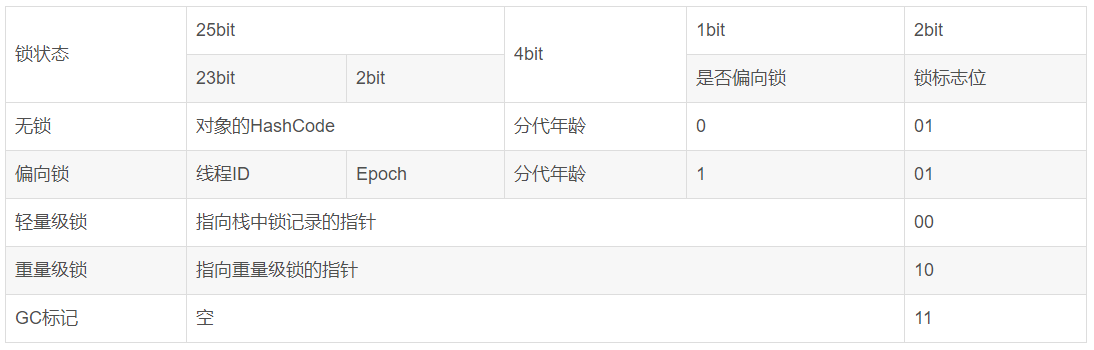 锁状态 25bit 4bit 1bit 2bit
23bit 2bit 是否偏向锁 锁标志位
无锁 对象的HashCode 分代年龄 0 01
偏向锁 线程ID Epoch 分代年龄 1 01
轻量级锁 指向栈中锁记录的指针 00
重量级锁 指向重量级锁的指针 10
GC标记 空 11